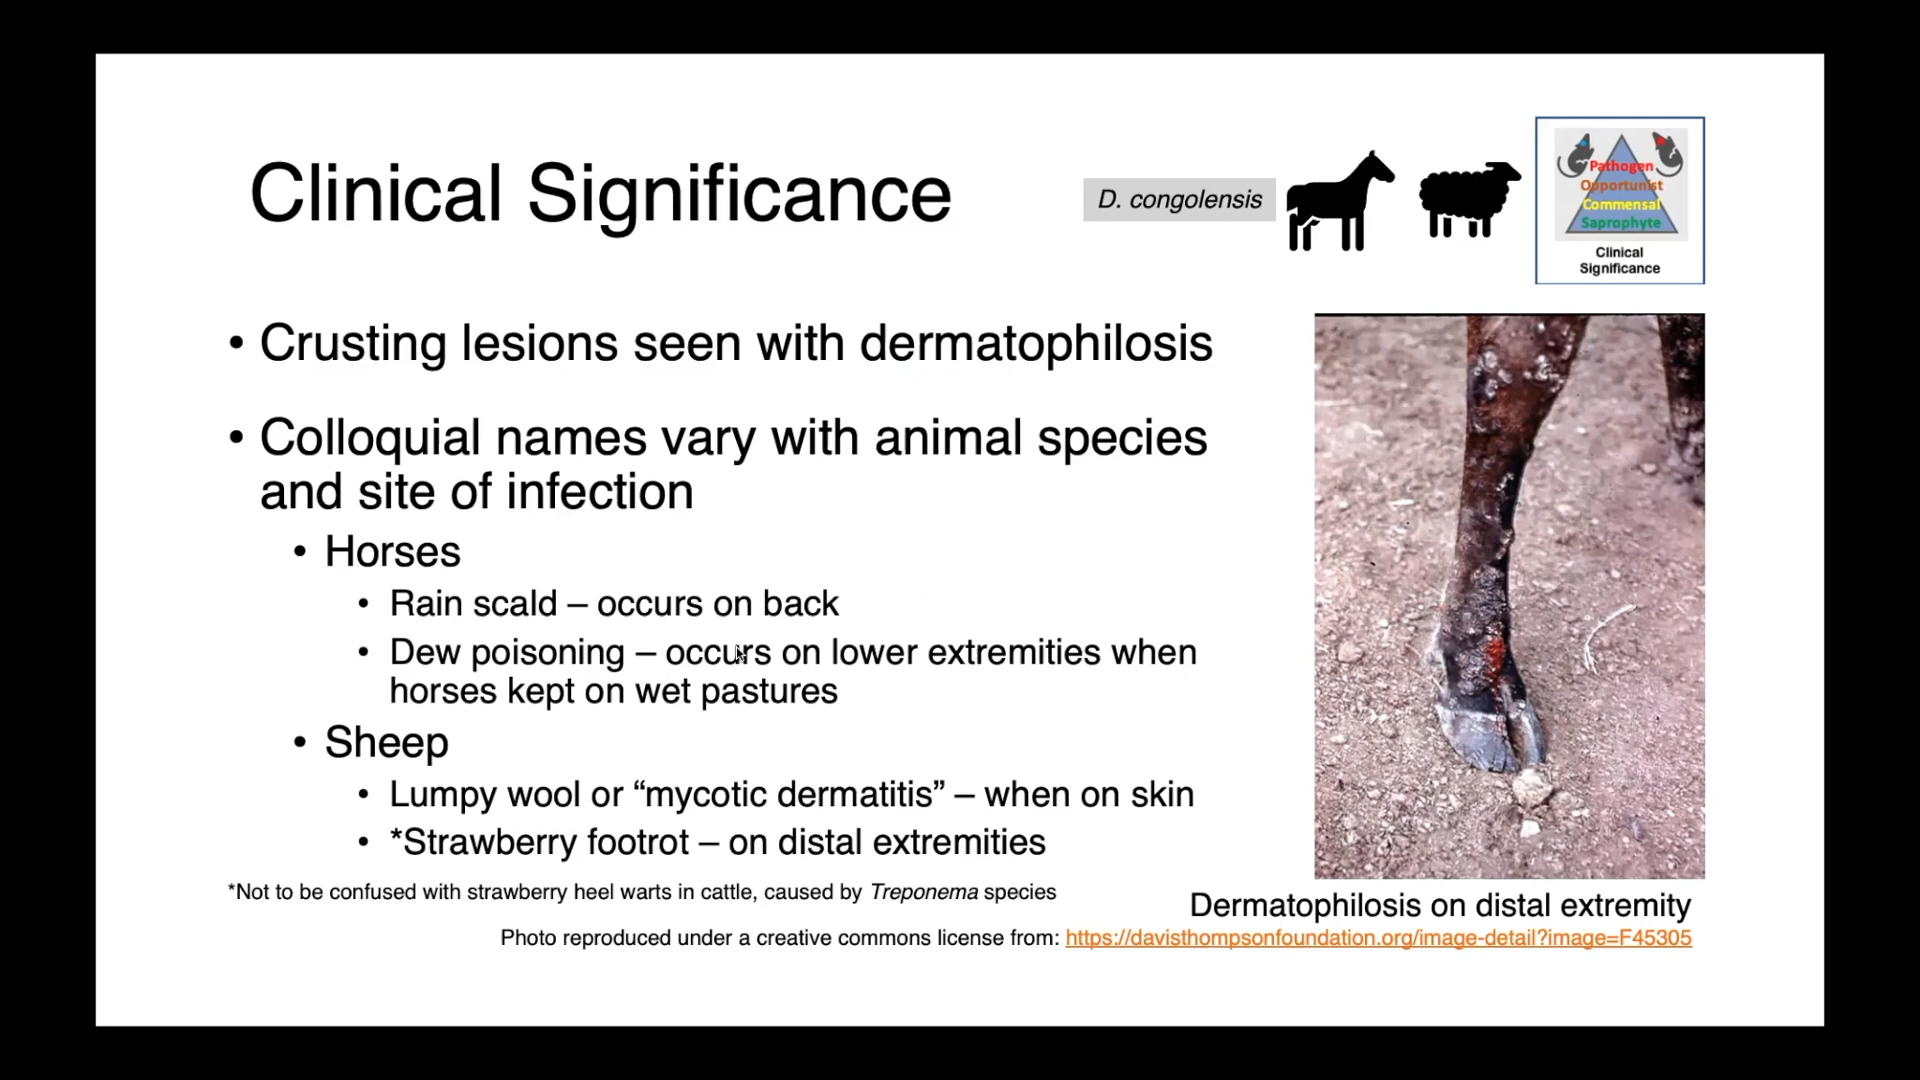 Clinical Significance
D. congolensis
Pathogen
Opportunist
Commensal
Saprophyte
Clinical
Significance
• Crusting lesions seen with dermatophilosis
• Colloquial names vary with animal species
and site of infection
• Horses
• Rain scald – occurs on back
• Dew poisoning – occurs on lower extremities when
horses kept on wet pastures
• Sheep
• Lumpy wool or “mycotic dermatitis” – when on skin
• *Strawberry footrot – on distal extremities
*Not to be confused with strawberry heel warts in cattle, caused by Treponema species
Dermatophilosis on distal extremity
Photo reproduced under a creative commons license from: https://davisthompsonfoundation.org/image-detail?image=F45305